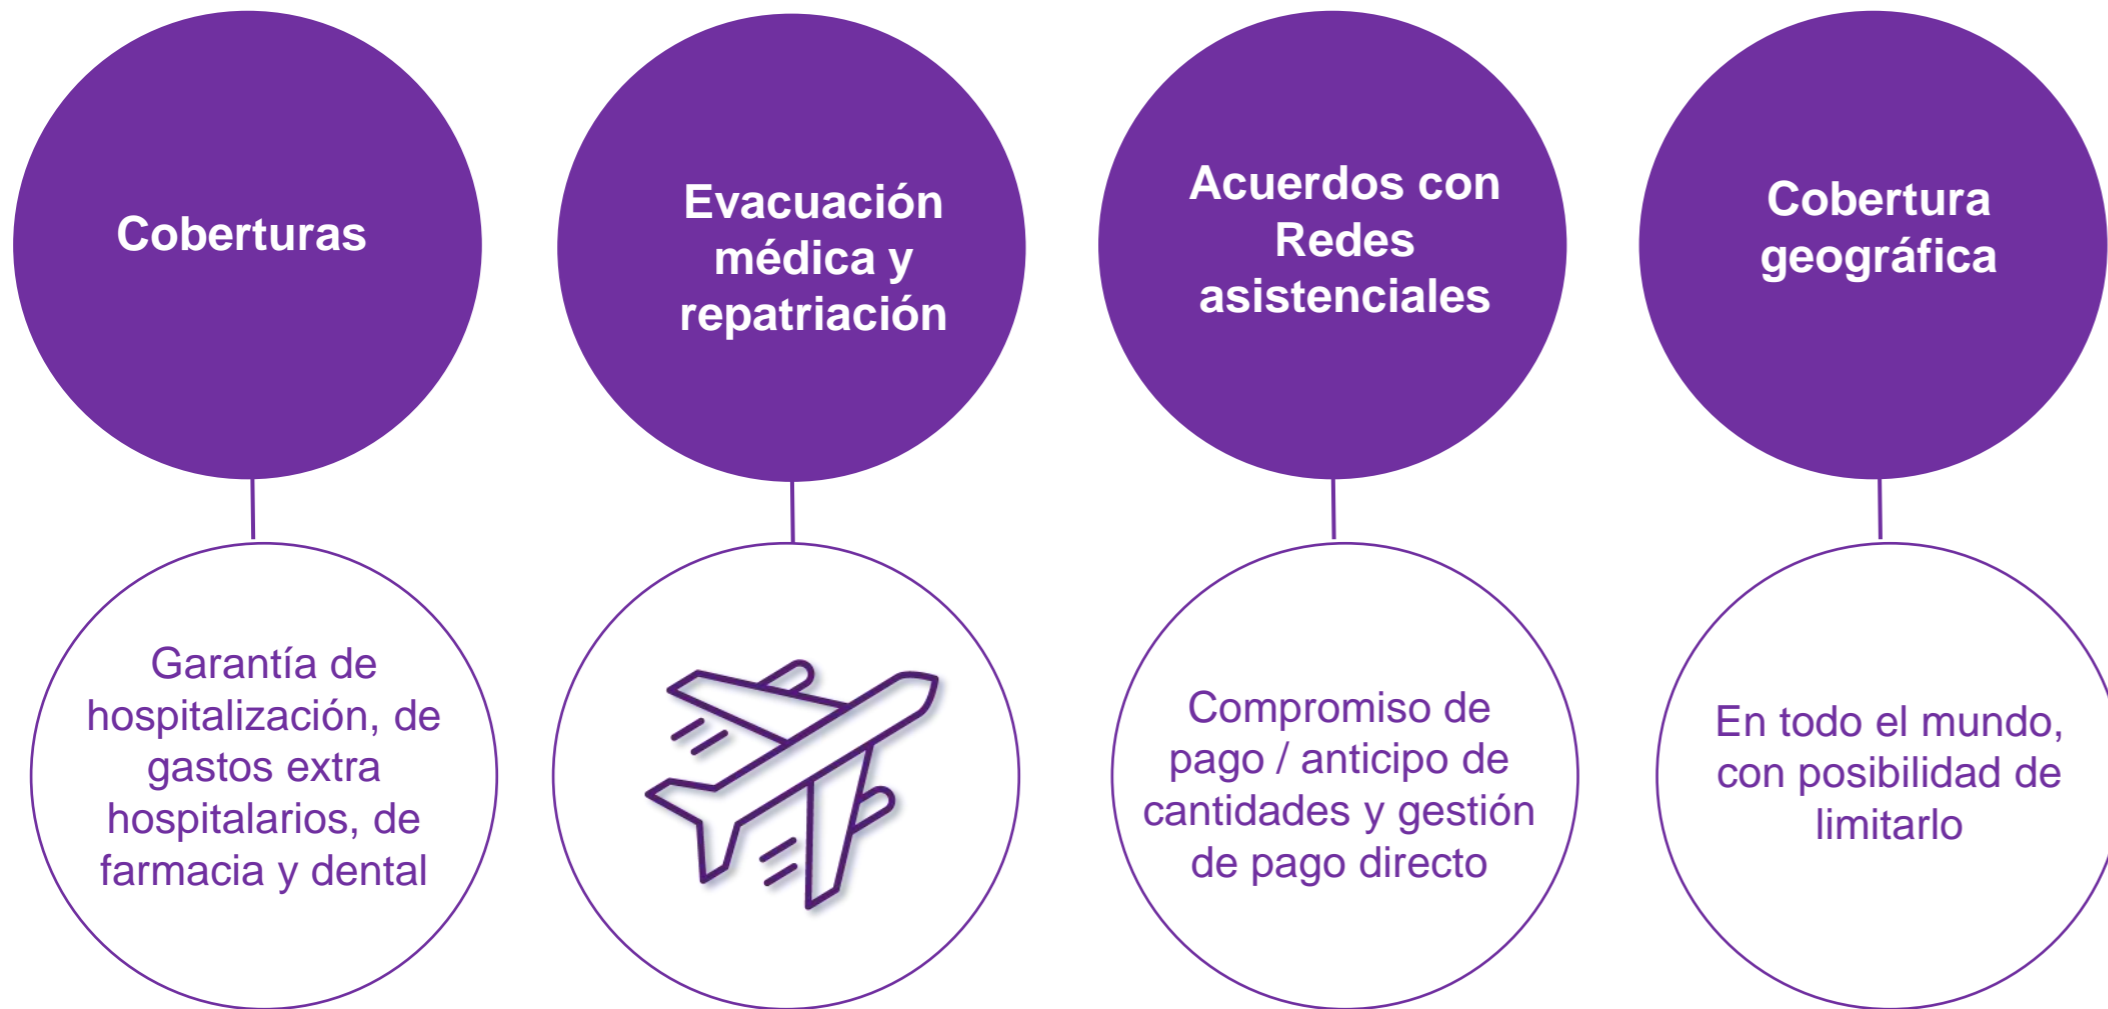 Coberturas
Garantía de
hospitalización, de
gastos extra
hospitalarios, de
farmacia y dental
Evacuación
médica y
repatriación
Acuerdos con
Redes
asistenciales
Compromiso de
pago / anticipo de
cantidades y gestión
de pago directo
Cobertura
geográfica
En todo el mundo,
con posibilidad de
limitarlo